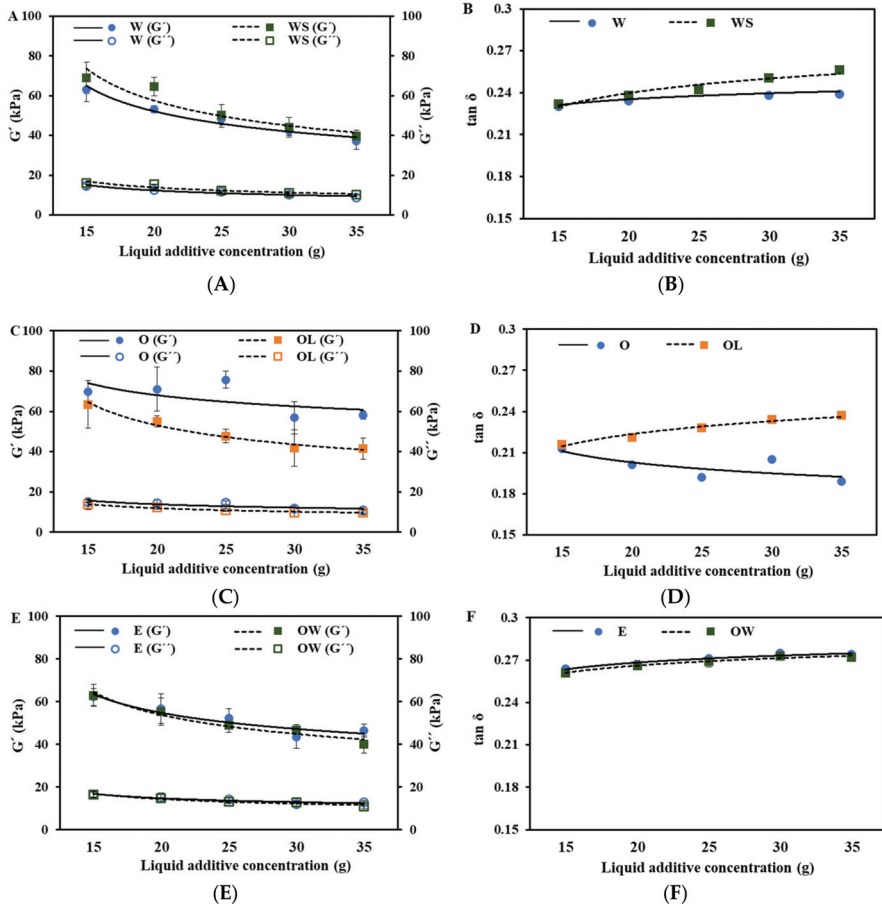 A
W (G´)
WS (G´)
W (G´´)
WS (G´´)
100
80
60
40
20
0
G´ (kPa)
100
80
60
40
20
0
G´´ (kPa)
15 20 25 30 35
Liquid additive concentration (g)
(A)
B
W
WS
0.3
0.27
0.24
0.21
0.18
0.15
tan δ
15 20 25 30 35
Liquid additive concentration (g)
(B)
C
O (G´)
OL (G´)
O (G´´)
OL (G´´)
100
80
60
40
20
0
G´ (kPa)
100
80
60
40
20
0
G´´ (kPa)
15 20 25 30 35
Liquid additive concentration (g)
(C)
D
O
OL
0.3
0.27
0.24
0.21
0.18
0.15
tan δ
15 20 25 30 35
Liquid additive concentration (g)
(D)
E
E (G´)
OW (G´)
E (G´´)
OW (G´´)
100
80
60
40
20
0
G´ (kPa)
100
80
60
40
20
0
G´´ (kPa)
15 20 25 30 35
Liquid additive concentration (g)
(E)
F
E
OW
0.3
0.27
0.24
0.21
0.18
0.15
tan δ
15 20 25 30 35
Liquid additive concentration (g)
(F)